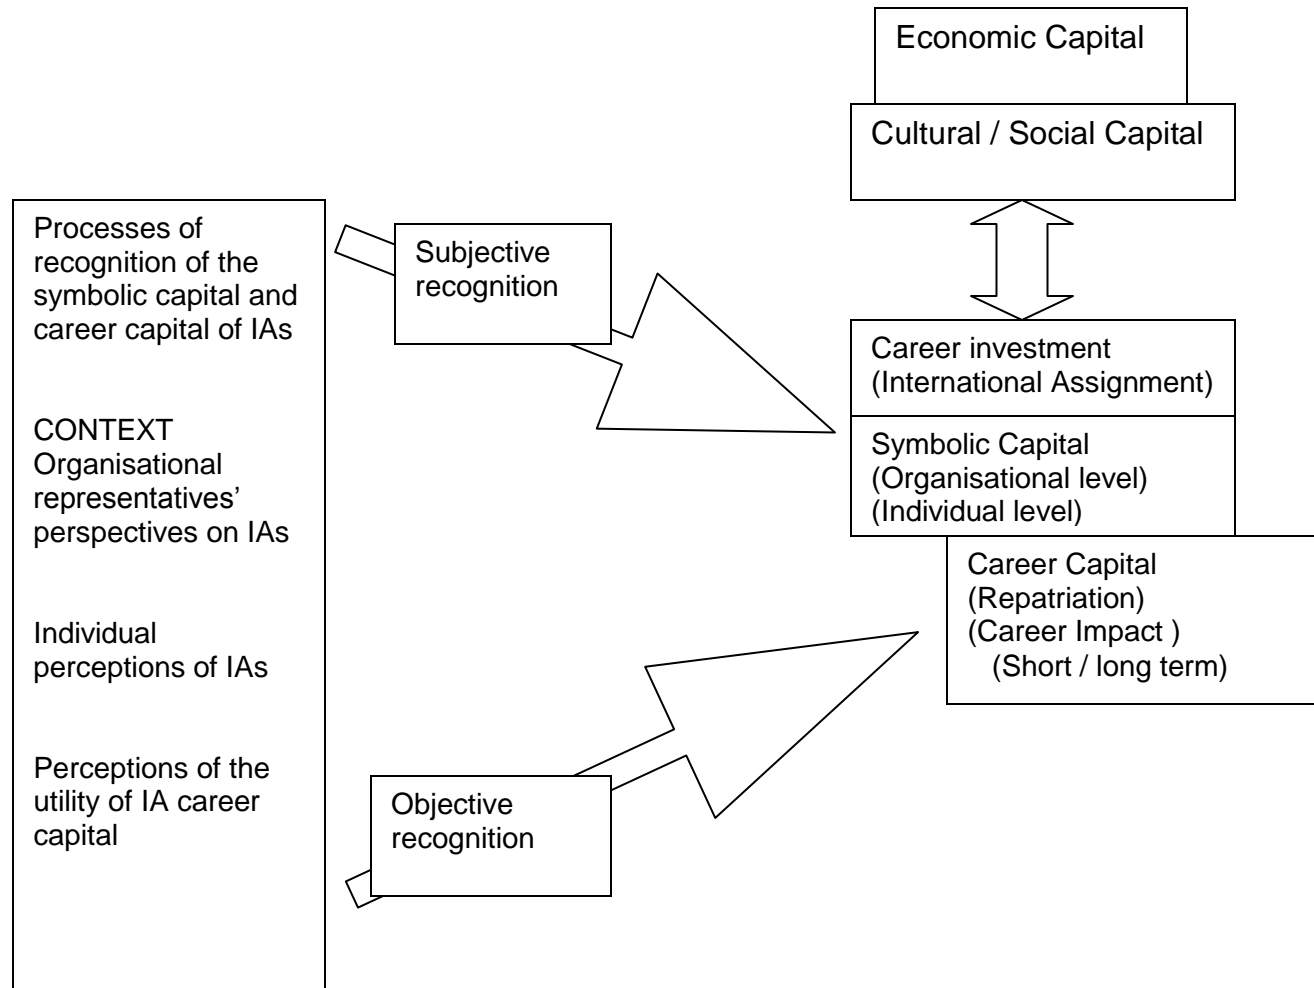 Economic Capital
Cultural / Social Capital
Processes of
recognition of the
symbolic capital and
career capital of IAs
CONTEXT
Organisational
representatives’
perspectives on IAs
Individual
perceptions of IAs
Perceptions of the
utility of IA career
capital
Subjective
recognition
Objective
recognition
Career investment
(International Assignment)
Symbolic Capital
(Organisational level)
(Individual level)
Career Capital
(Repatriation)
(Career Impact )
(Short / long term)